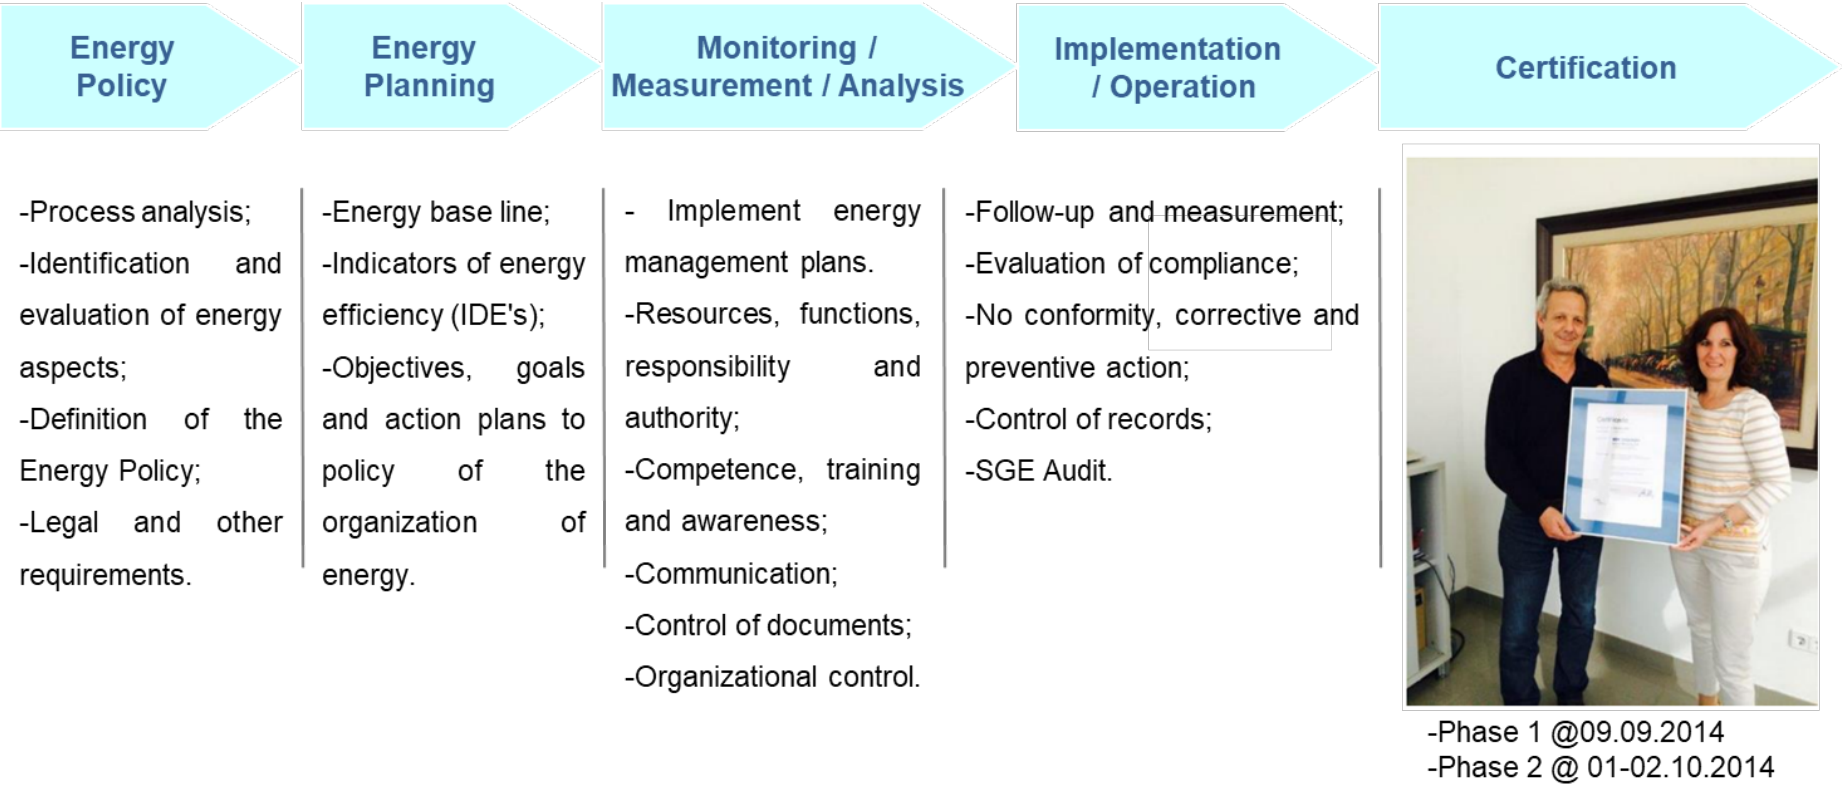 Energy
Policy
Energy
Planning
Monitoring /
Measurement / Analysis
Implementation
/ Operation
Certification
-Process analysis;
-Identification and
evaluation of energy
aspects;
-Definition of the
Energy Policy;
-Legal and other
requirements.
-Energy base line;
-Indicators of energy
efficiency (IDE's);
-Objectives, goals
and action plans to
policy of the
organization of
energy.
- Implement energy
management plans.
-Resources, functions,
responsibility and
authority;
-Competence, training
and awareness;
-Communication;
-Control of documents;
-Organizational control.
-Follow-up and measurement;
-Evaluation of compliance;
-No conformity, corrective and
preventive action;
-Control of records;
-SGE Audit.
-Phase 1 @09.09.2014
-Phase 2 @ 01-02.10.2014